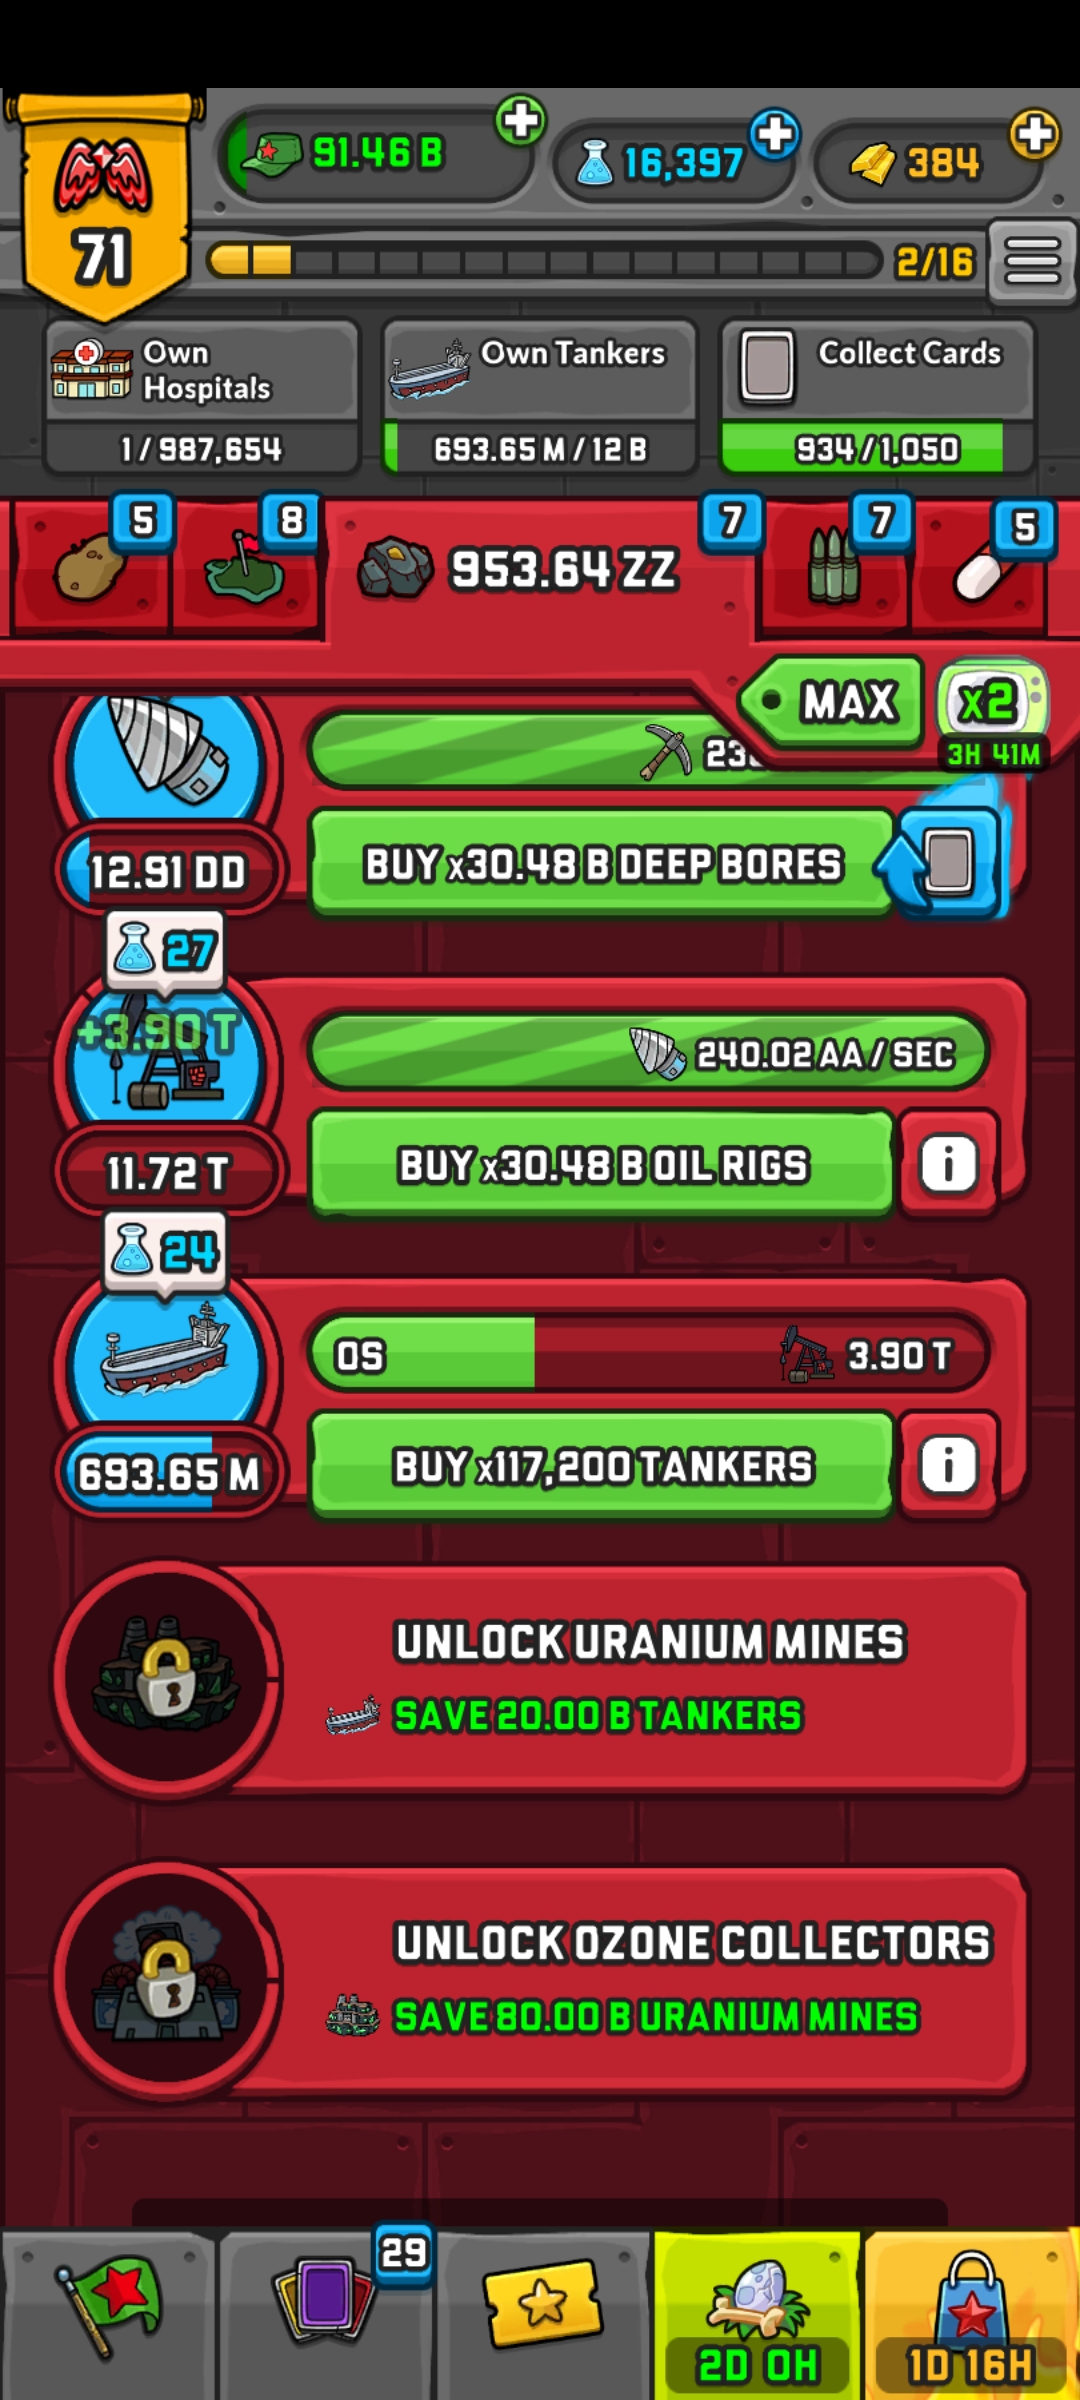 91.46 B
16,397
384
71
2/16
Own
Hospitals
1/987,654
Own Tankers
693.65 M/12 B
Collect Cards
934/1,050
5
8
953.64 ZZ
7
7
5
MAX
x2
3H 41M
12.91 DD
BUY x30.48 B DEEP BORES
27
+3.90 T
240.02 AA/SEC
11.72 T
BUY x30.48 B OIL RIGS
24
0S
3.90 T
693.65 M
BUY x117,200 TANKERS
UNLOCK URANIUM MINES
SAVE 20.00 B TANKERS
UNLOCK OZONE COLLECTORS
SAVE 80.00 B URANIUM MINES
29
2D 0H
1D 16H